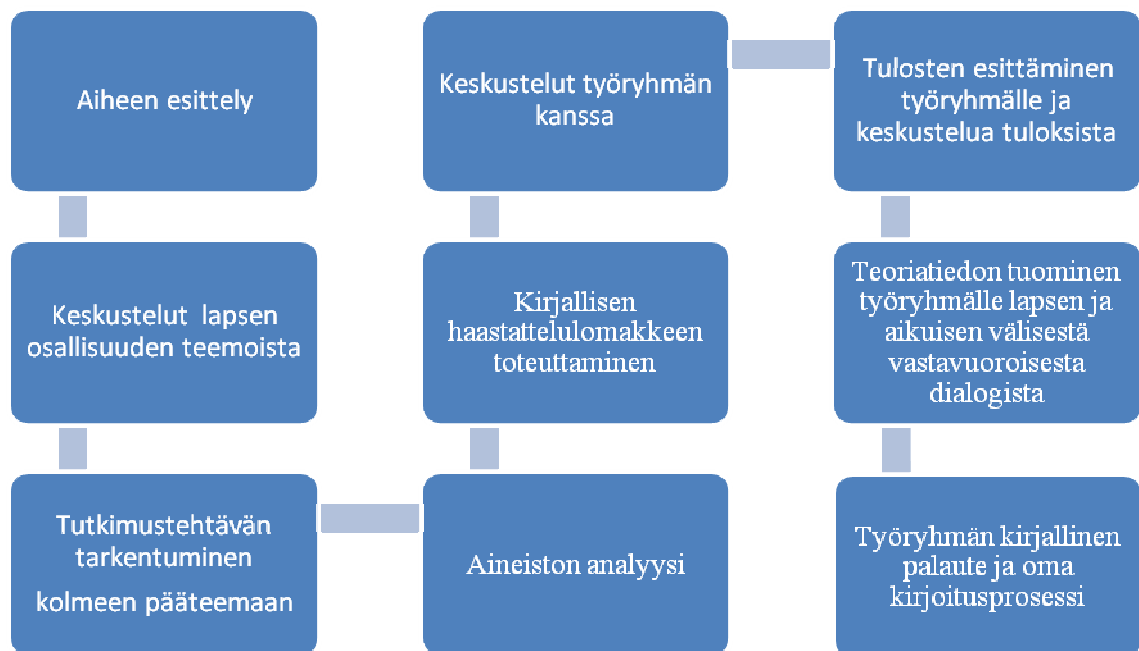 Aiheen esittely
Keskustelut lapsen
osallisuuden teemoista
Tutkimustehtävän
tarkentuminen
kolmeen pääteemaan
Aineiston analyysi
Kirjallisen
haastattelulomakkeen
toteuttaminen
Keskustelut työryhmän
kanssa
Tulosten esittäminen
työryhmälle ja
keskustelua tuloksista
Teoriatiedon tuominen
työryhmälle lapsen ja
aikuisen välisestä
vastavuoroisesta
dialogista
Työryhmän kirjallinen
palaute ja oma
kirjoitusprosessi